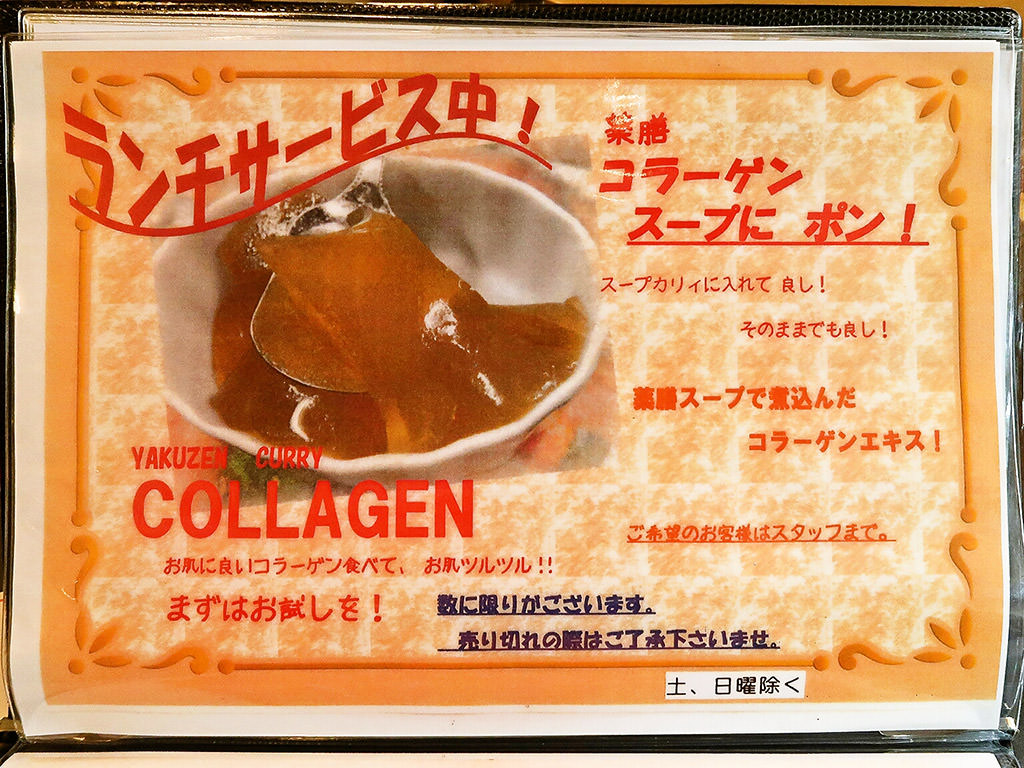 ランチサービス中!
薬膳
コラーゲン
スープに ポン!
スープカリィに入れて 良し!
そのままでも良し!
薬膳スープで煮込んだ
コラーゲンエキス!
YAKUZEN CURRY
COLLAGEN
ご希望のお客様はスタッフまで。
お肌に良いコラーゲン食べて、 お肌ツルツル!!
まずはお試しを!
数に限りがございます。
売り切れの際はご了承下さいませ。
土、日曜除く